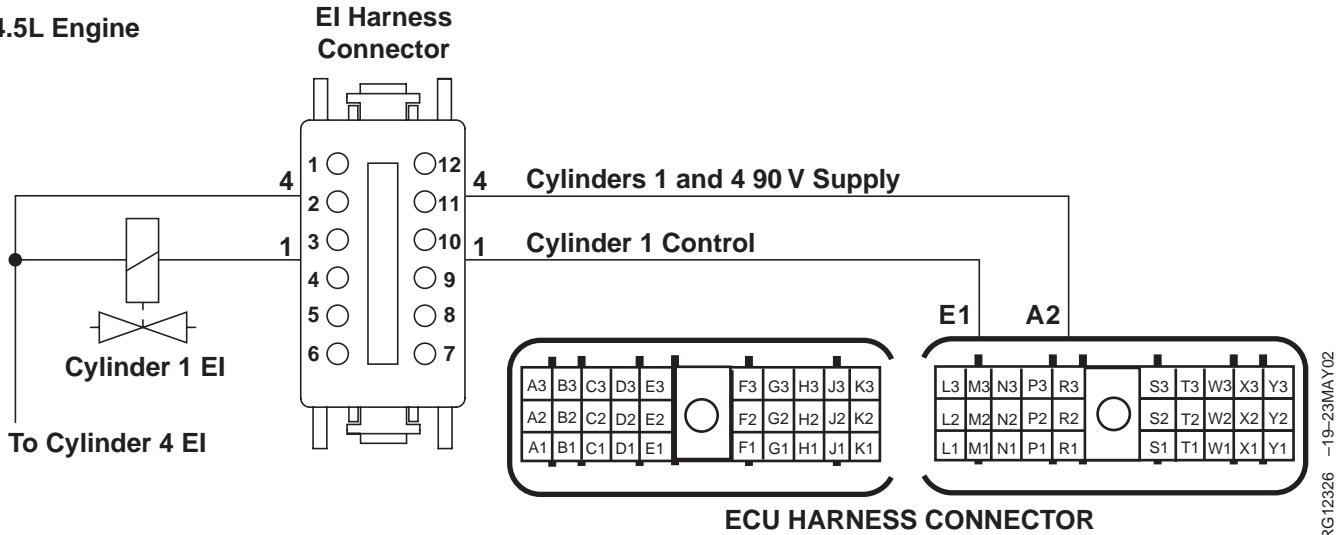 4.5L Engine
EI Harness
Connector
1 12
4 2 11 4 Cylinders 1 and 4 90 V Supply
1 3 10 1 Cylinder 1 Control
4 9
5 8
6 7
E1 A2
Cylinder 1 EI
To Cylinder 4 EI
A3 B3 C3 D3 E3 F3 G3 H3 J3 K3
A2 B2 C2 D2 E2 F2 G2 H2 J2 K2
A1 B1 C1 D1 E1 F1 G1 H1 J1 K1
L3 M3 N3 P3 R3 S3 T3 W3 X3 Y3
L2 M2 N2 P2 R2 S2 T2 W2 X2 Y2
L1 M1 N1 P1 R1 S1 T1 W1 X1 Y1
ECU HARNESS CONNECTOR
RG12326 –19–23MAY02